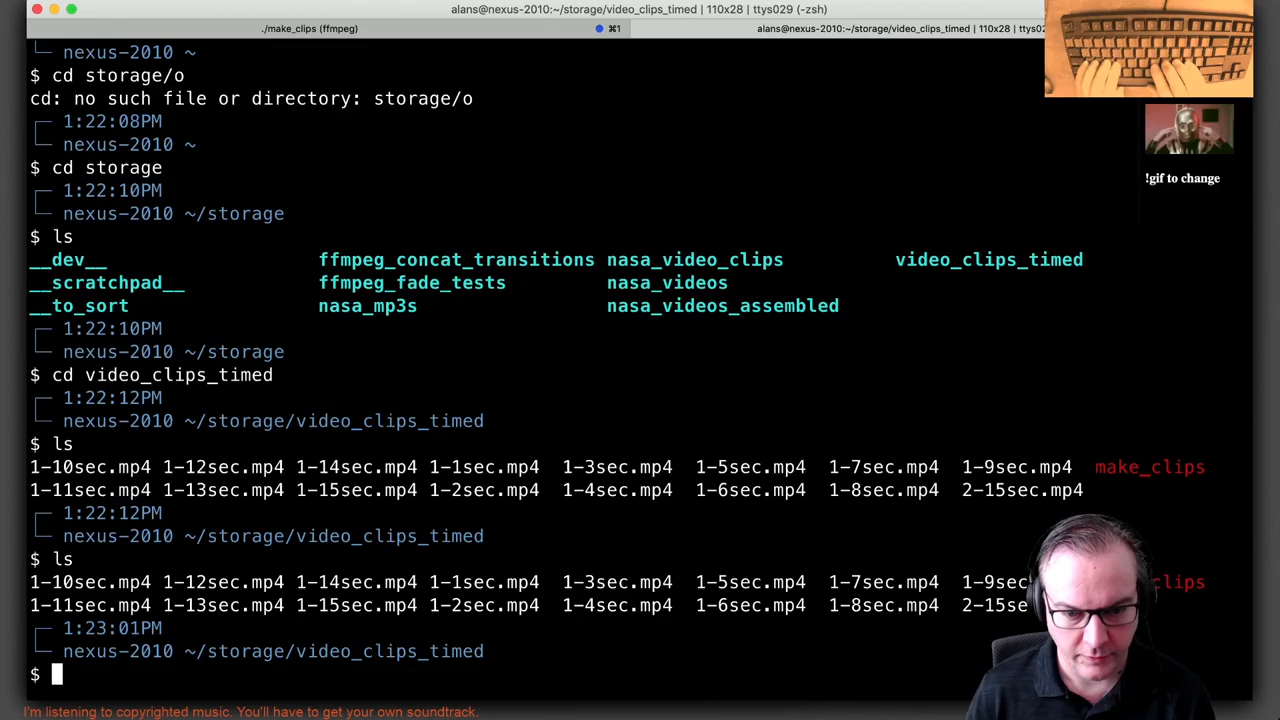 alans@nexus-2010:~/storage/video_clips_timed | 110x28 | ttys029 (-zsh)
./make_clips (ffmpeg) ⌘1 alans@nexus-2010:~/storage/video_clips_timed | 110x28 |
nexus-2010 ~
$ cd storage/o
cd: no such file or directory: storage/o
1:22:08PM
nexus-2010 ~
$ cd storage
1:22:10PM
nexus-2010 ~/storage
$ ls
__dev__ ffmpeg_concat_transitions nasa_video_clips video_clips_timed
__scratchpad__ ffmpeg_fade_tests nasa_videos
__to_sort nasa_mp3s nasa_videos_assembled
1:22:10PM
nexus-2010 ~/storage
$ cd video_clips_timed
1:22:12PM
nexus-2010 ~/storage/video_clips_timed
$ ls
1-10sec.mp4 1-12sec.mp4 1-14sec.mp4 1-1sec.mp4 1-3sec.mp4 1-5sec.mp4 1-7sec.mp4 1-9sec.mp4 make_clips
1-11sec.mp4 1-13sec.mp4 1-15sec.mp4 1-2sec.mp4 1-4sec.mp4 1-6sec.mp4 1-8sec.mp4 2-15sec.mp4
1:22:12PM
nexus-2010 ~/storage/video_clips_timed
$ ls
1-10sec.mp4 1-12sec.mp4 1-14sec.mp4 1-1sec.mp4 1-3sec.mp4 1-5sec.mp4 1-7sec.mp4 1-9sec clips
1-11sec.mp4 1-13sec.mp4 1-15sec.mp4 1-2sec.mp4 1-4sec.mp4 1-6sec.mp4 1-8sec.mp4 2-15se
1:23:01PM
nexus-2010 ~/storage/video_clips_timed
$
!gif to change
I'm listening to copyrighted music. You'll have to get your own soundtrack.